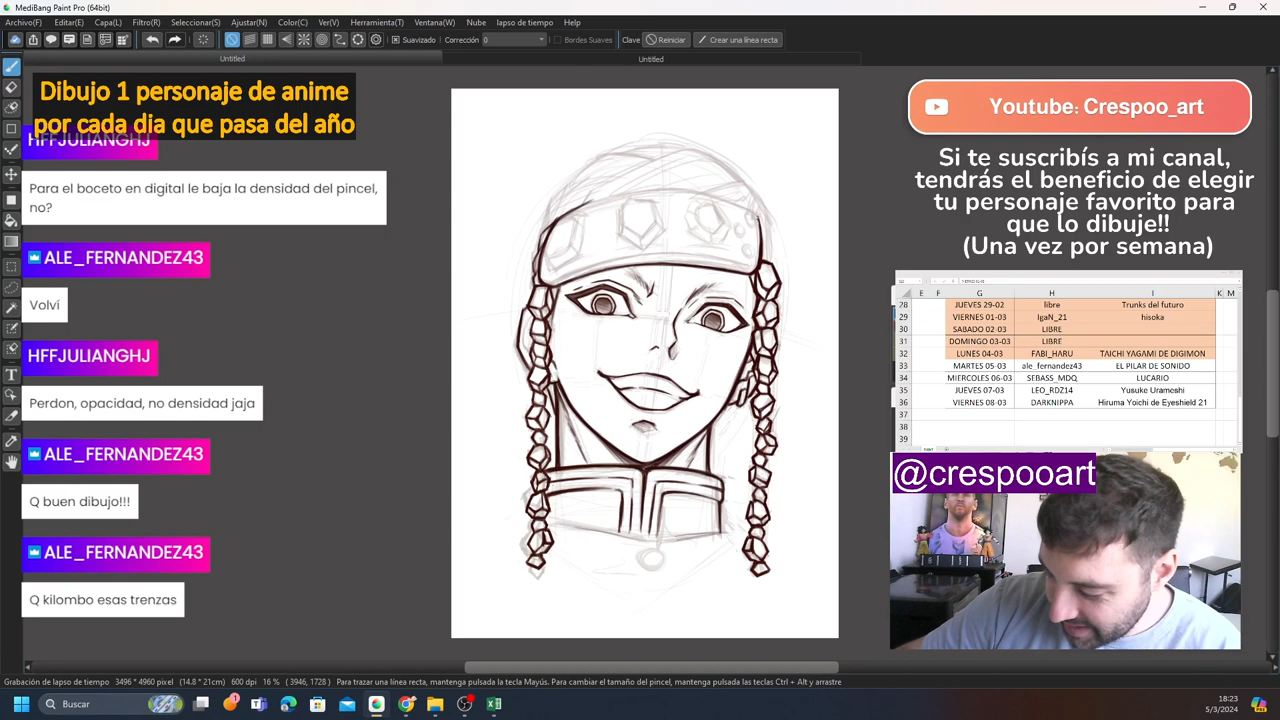 MediBang Paint Pro (64bit)
Archivo(F) Editar(E) Capa(L) Filtro(R) Seleccionar(S) Ajustar(N) Color(C) Ver(V) Herramienta(T) Ventana(W) Nube lapso de tiempo Help
Suavizado Corrección 0 Bordes Suaves Clave Reiniciar Crear una línea recta
Untitled Untitled
Dibujo 1 personaje de anime
por cada dia que pasa del año
HFFJULIANGHJ
Para el boceto en digital le baja la densidad del pincel,
no?
ALE_FERNANDEZ43
Volví
HFFJULIANGHJ
Perdon, opacidad, no densidad jaja
ALE_FERNANDEZ43
Q buen dibujo!!!
ALE_FERNANDEZ43
Q kilombo esas trenzas
Youtube: Crespoo_art
Si te suscribís a mi canal,
tendrás el beneficio de elegir
tu personaje favorito para
que lo dibuje!!
(Una vez por semana)
E F G H I K M
28 JUEVES 29-02 libre Trunks del futuro
29 VIERNES 01-03 IgaN_21 hisoka
30 SABADO 02-03 LIBRE
31 DOMINGO 03-03 LIBRE
32 LUNES 04-03 FABI_HARU TAICHI YAGAMI DE DIGIMON
33 MARTES 05-03 ale_fernandez43 EL PILAR DE SONIDO
34 MIERCOLES 06-03 SEBASS_MDQ LUCARIO
35 JUEVES 07-03 LEO_RDZ14 Yusuke Urameshi
36 VIERNES 08-03 DARKNIPPA Hiruma Yoichi de Eyeshield 21
37
38
39
@crespooart
Grabación de lapso de tiempo 3496 * 4960 pixel (14.8 * 21cm) 600 dpi 16 % ( 3946, 1728 ) Para trazar una línea recta, mantenga pulsada la tecla Mayús. Para cambiar el tamaño del pincel, mantenga pulsadas las teclas Ctrl + Alt y arrastre
Buscar
1
18:23
5/3/2024